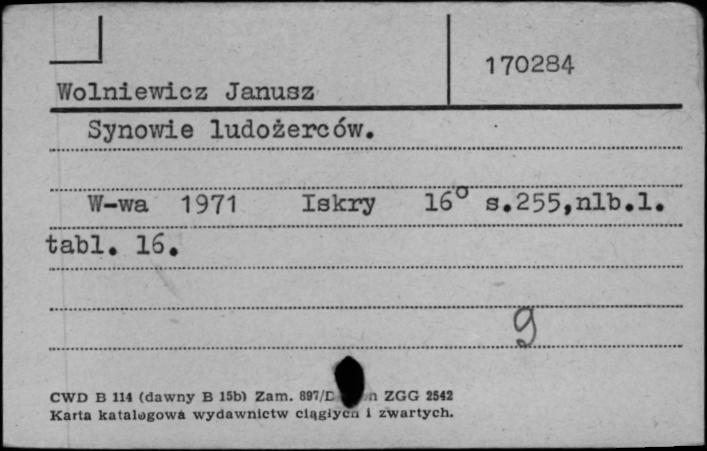 170284
Wolniewicz Janusz
Synowie ludożerców.
W-wa 1971 Iskry 16° s.255,nlb.1.
tabl. 16.
9
CWD B 114 (dawny B 15b) Zam. 897/D n ZGG 2542
Karta katalogowa wydawnictw ciągłych i zwartych.